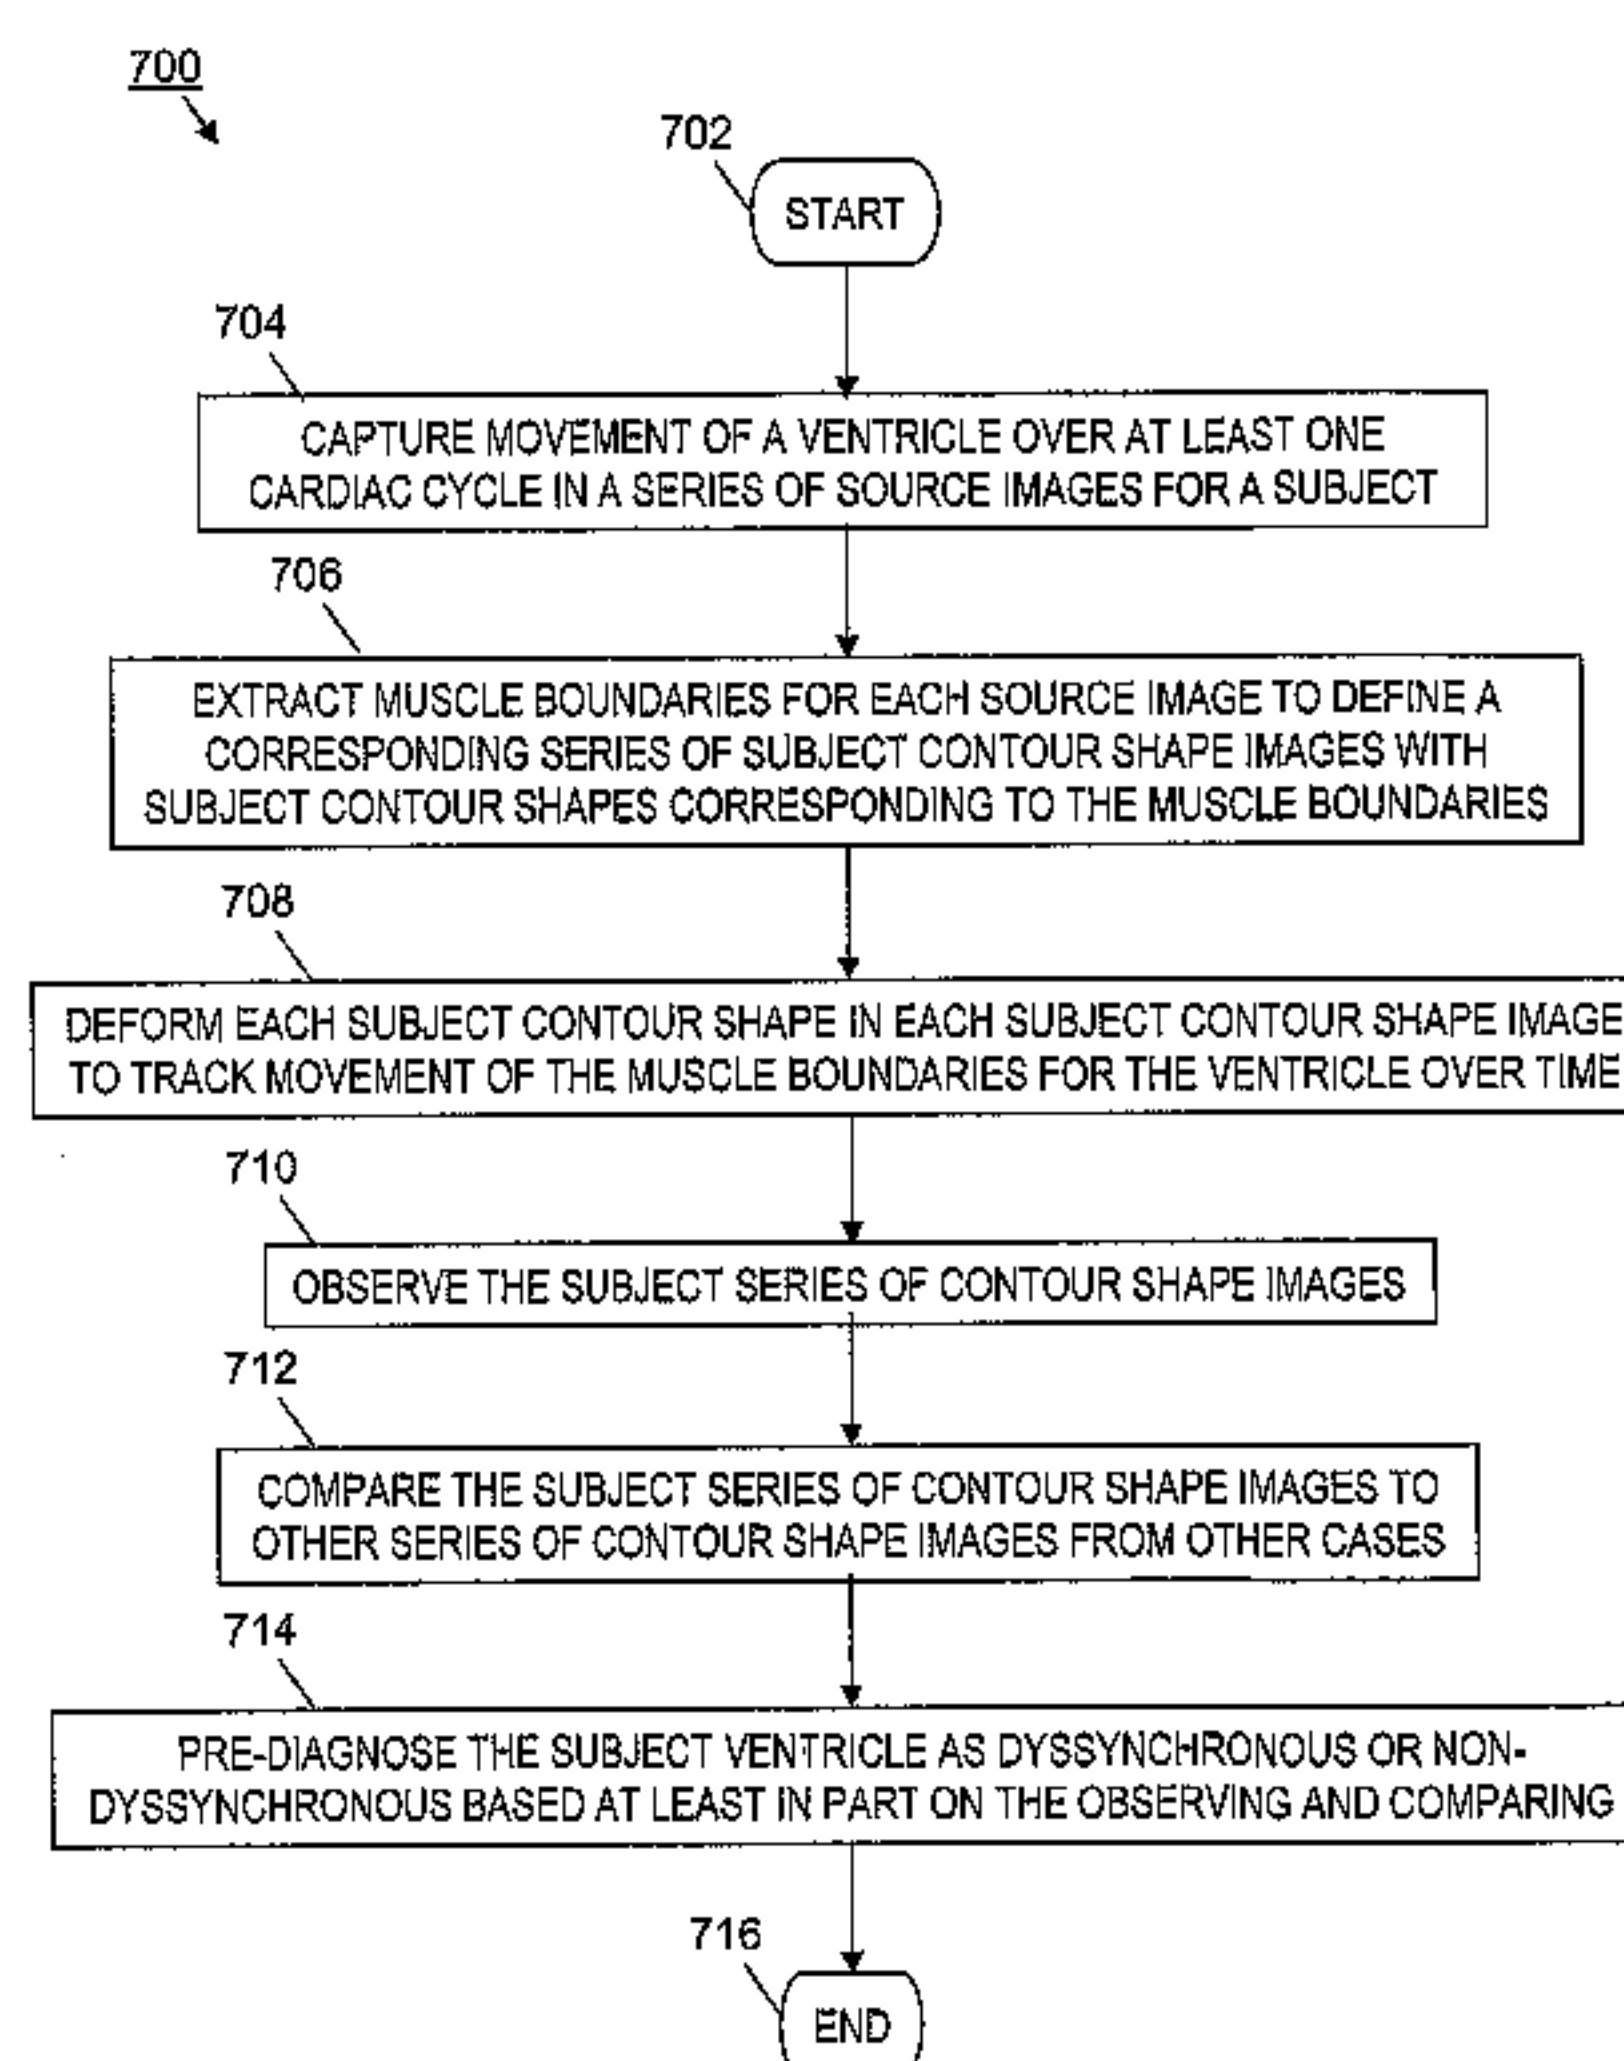 700
702
START
704
CAPTURE MOVEMENT OF A VENTRICLE OVER AT LEAST ONE
CARDIAC CYCLE IN A SERIES OF SOURCE IMAGES FOR A SUBJECT
706
EXTRACT MUSCLE BOUNDARIES FOR EACH SOURCE IMAGE TO DEFINE A
CORRESPONDING SERIES OF SUBJECT CONTOUR SHAPE IMAGES WITH
SUBJECT CONTOUR SHAPES CORRESPONDING TO THE MUSCLE BOUNDARIES
708
DEFORM EACH SUBJECT CONTOUR SHAPE IN EACH SUBJECT CONTOUR SHAPE IMAGE
TO TRACK MOVEMENT OF THE MUSCLE BOUNDARIES FOR THE VENTRICLE OVER TIME
710
OBSERVE THE SUBJECT SERIES OF CONTOUR SHAPE IMAGES
712
COMPARE THE SUBJECT SERIES OF CONTOUR SHAPE IMAGES TO
OTHER SERIES OF CONTOUR SHAPE IMAGES FROM OTHER CASES
714
PRE-DIAGNOSE THE SUBJECT VENTRICLE AS DYSSYNCHRONOUS OR NON-
DYSSYNCHRONOUS BASED AT LEAST IN PART ON THE OBSERVING AND COMPARING
716
END